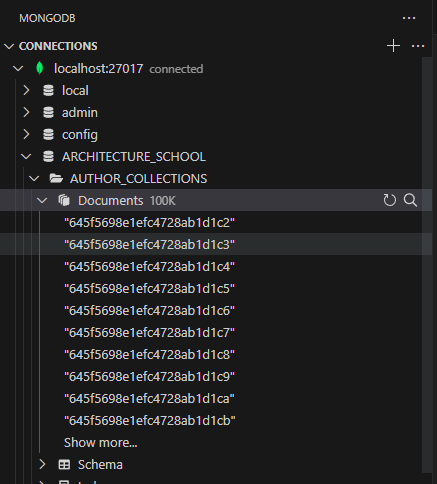 MONGODB
CONNECTIONS
localhost:27017 connected
local
admin
config
ARCHITECTURE_SCHOOL
AUTHOR_COLLECTIONS
Documents 100K
"645f5698e1efc4728ab1d1c2"
"645f5698e1efc4728ab1d1c3"
"645f5698e1efc4728ab1d1c4"
"645f5698e1efc4728ab1d1c5"
"645f5698e1efc4728ab1d1c6"
"645f5698e1efc4728ab1d1c7"
"645f5698e1efc4728ab1d1c8"
"645f5698e1efc4728ab1d1c9"
"645f5698e1efc4728ab1d1ca"
"645f5698e1efc4728ab1d1cb"
Show more...
Schema